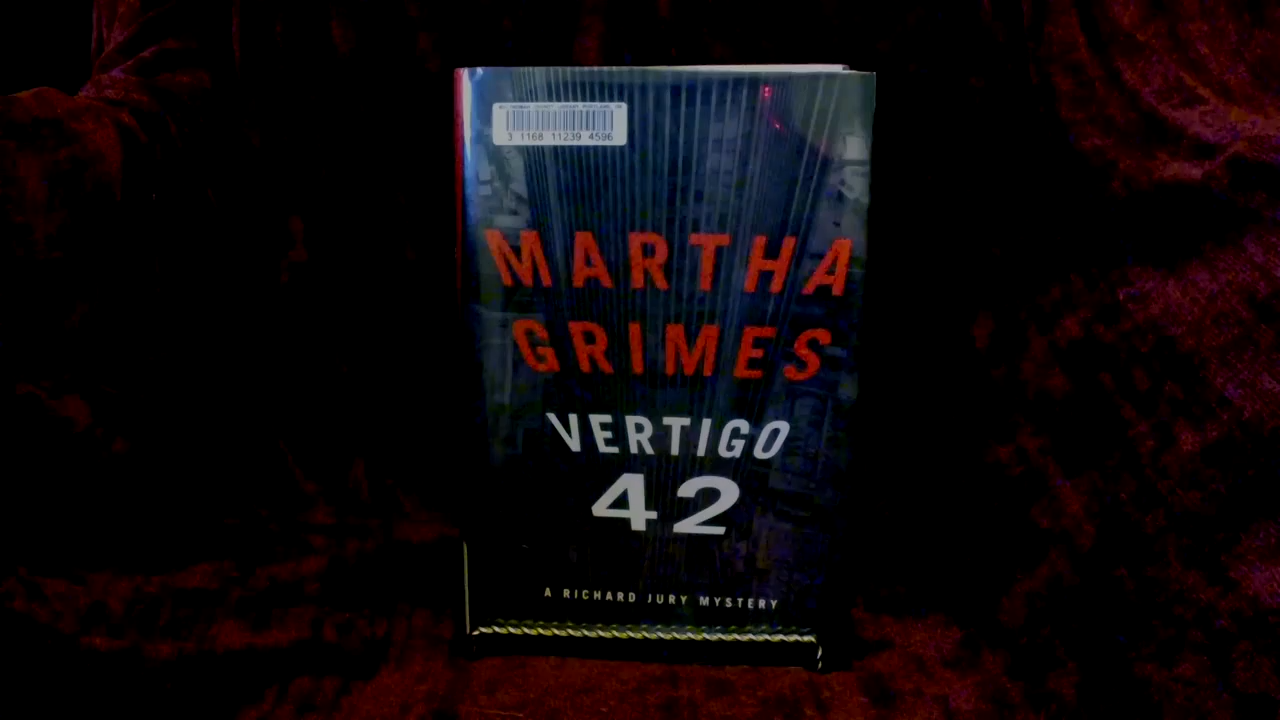 3 1168 11239 4596
MARTHA
GRIMES
VERTIGO
42
A RICHARD JURY MYSTERY